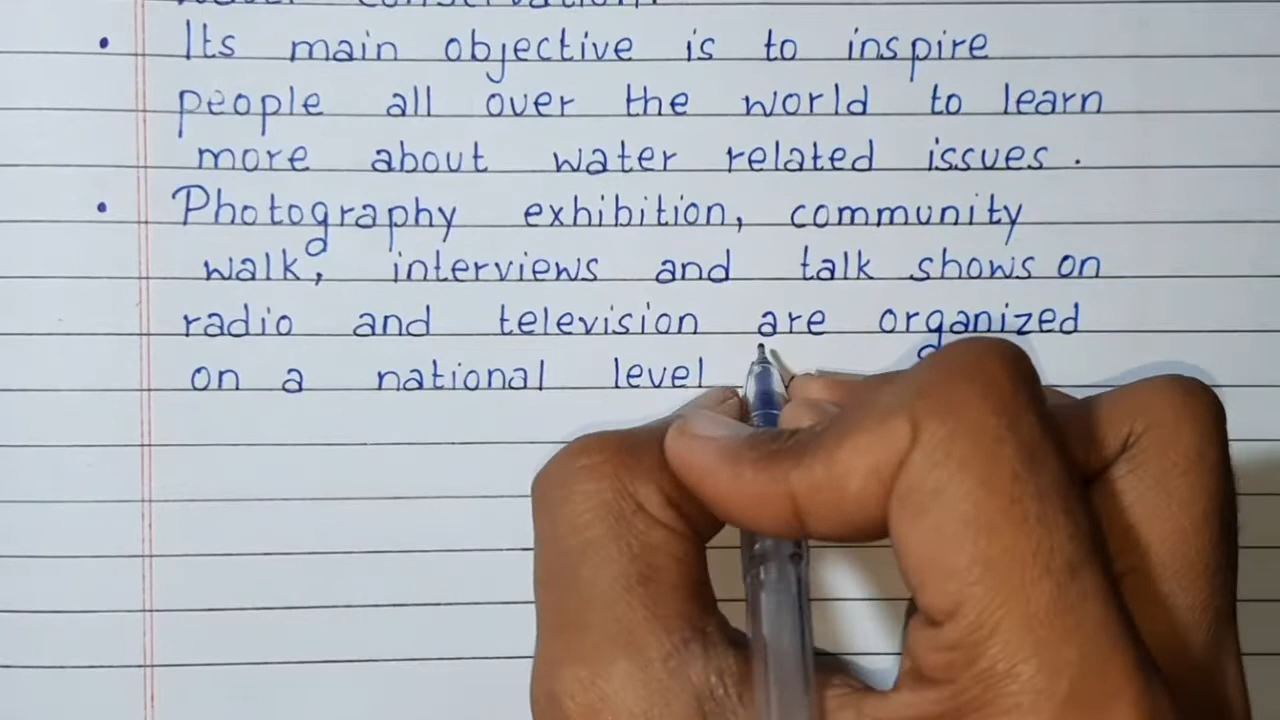 • Its main objective is to inspire
people all over the world to learn
more about water related issues.
• Photography exhibition, community
walk, interviews and talk shows on
radio and television are organized
on a national level